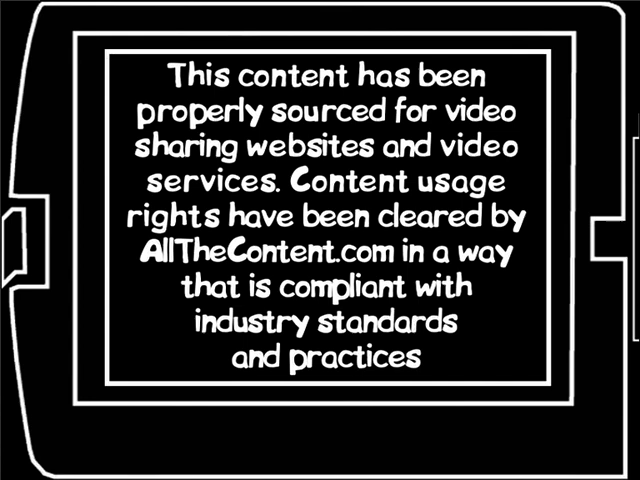 This content has been
properly sourced for video
sharing websites and video
services. Content usage
rights have been cleared by
AllTheContent.com in a way
that is compliant with
industry standards
and practices